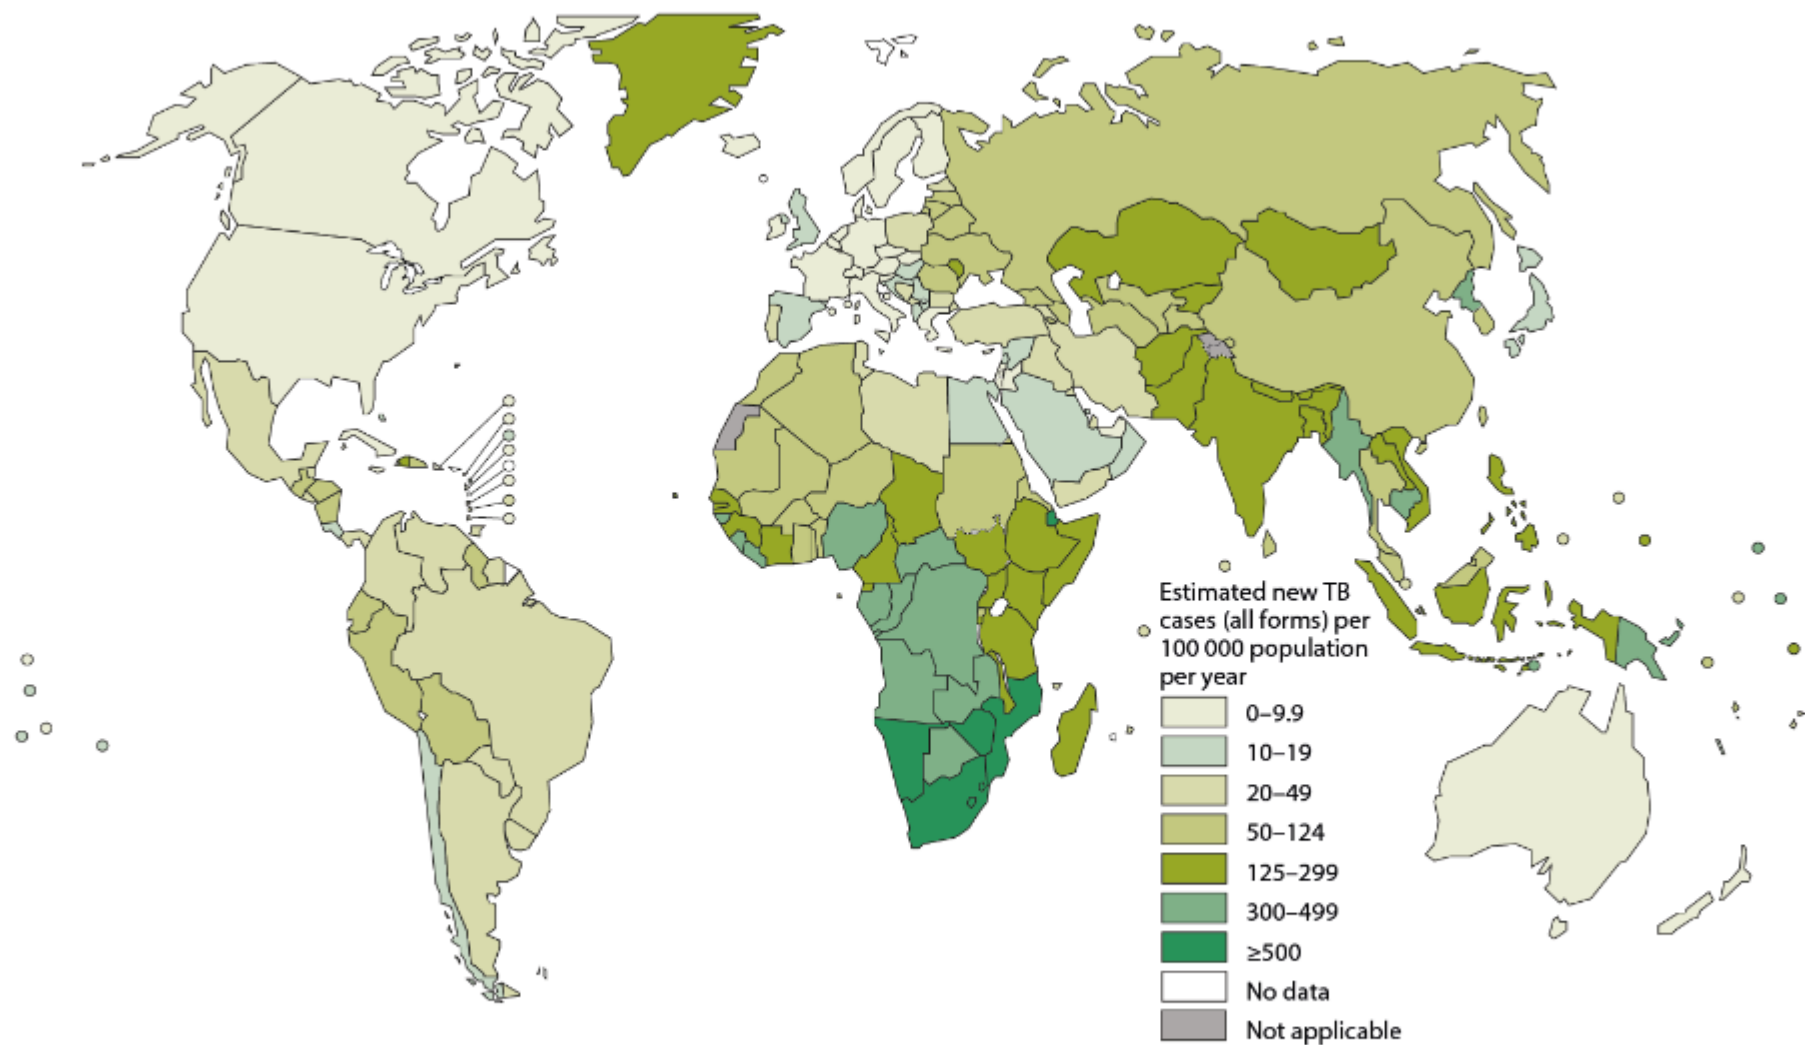 Estimated new TB
cases (all forms) per
100 000 population
per year
0–9.9
10–19
20–49
50–124
125–299
300–499
≥500
No data
Not applicable